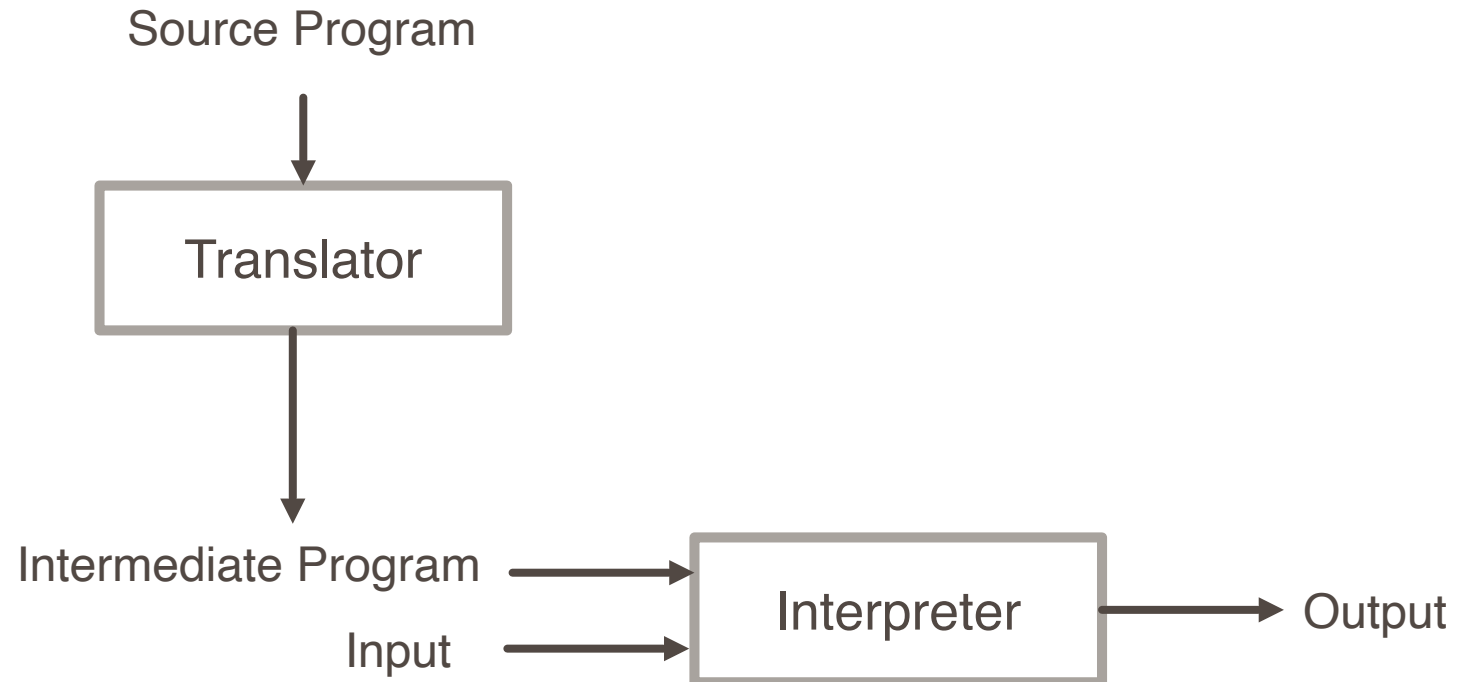 Source Program
Translator
Intermediate Program
Interpreter
Output
Input